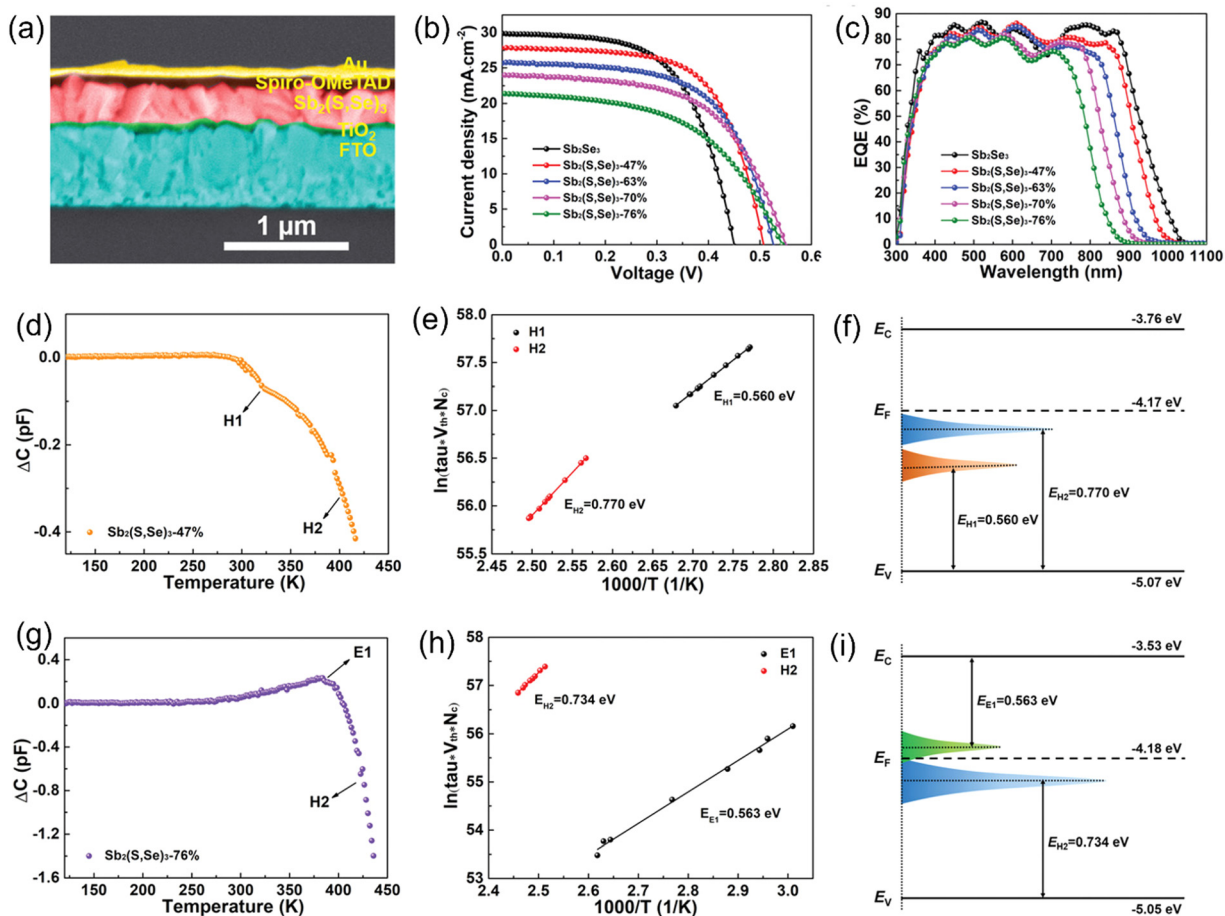 (a)
Au
Spiro-OMeTAD
Sb₂(S,Se)₃
TiO₂
FTO
1 μm
(b)
Current density (mA·cm⁻²)
35
30
25
20
15
10
5
0
Sb₂Se₃
Sb₂(S,Se)₃-47%
Sb₂(S,Se)₃-63%
Sb₂(S,Se)₃-70%
Sb₂(S,Se)₃-76%
0.0 0.1 0.2 0.3 0.4 0.5 0.6
Voltage (V)
(c)
EQE (%)
90
80
70
60
50
40
30
20
10
0
Sb₂Se₃
Sb₂(S,Se)₃-47%
Sb₂(S,Se)₃-63%
Sb₂(S,Se)₃-70%
Sb₂(S,Se)₃-76%
300 400 500 600 700 800 900 1000 1100
Wavelength (nm)
(d)
ΔC (pF)
0.0
-0.2
-0.4
H1
H2
Sb₂(S,Se)₃-47%
150 200 250 300 350 400 450
Temperature (K)
(e)
ln(tau*Vth*Nc)
58.0
57.5
57.0
56.5
56.0
55.5
H1
H2
EH1=0.560 eV
EH2=0.770 eV
2.45 2.50 2.55 2.60 2.65 2.70 2.75 2.80 2.85
1000/T (1/K)
(f)
EC
-3.76 eV
EF
-4.17 eV
EH1=0.560 eV
EH2=0.770 eV
EV
-5.07 eV
(g)
ΔC (pF)
0.4
0.0
-0.4
-0.8
-1.2
-1.6
E1
H2
Sb₂(S,Se)₃-76%
150 200 250 300 350 400 450
Temperature (K)
(h)
ln(tau*Vth*Nc)
58
57
56
55
54
53
E1
H2
EH2=0.734 eV
EE1=0.563 eV
2.4 2.5 2.6 2.7 2.8 2.9 3.0
1000/T (1/K)
(i)
EC
-3.53 eV
EE1=0.563 eV
EF
-4.18 eV
EH2=0.734 eV
EV
-5.05 eV